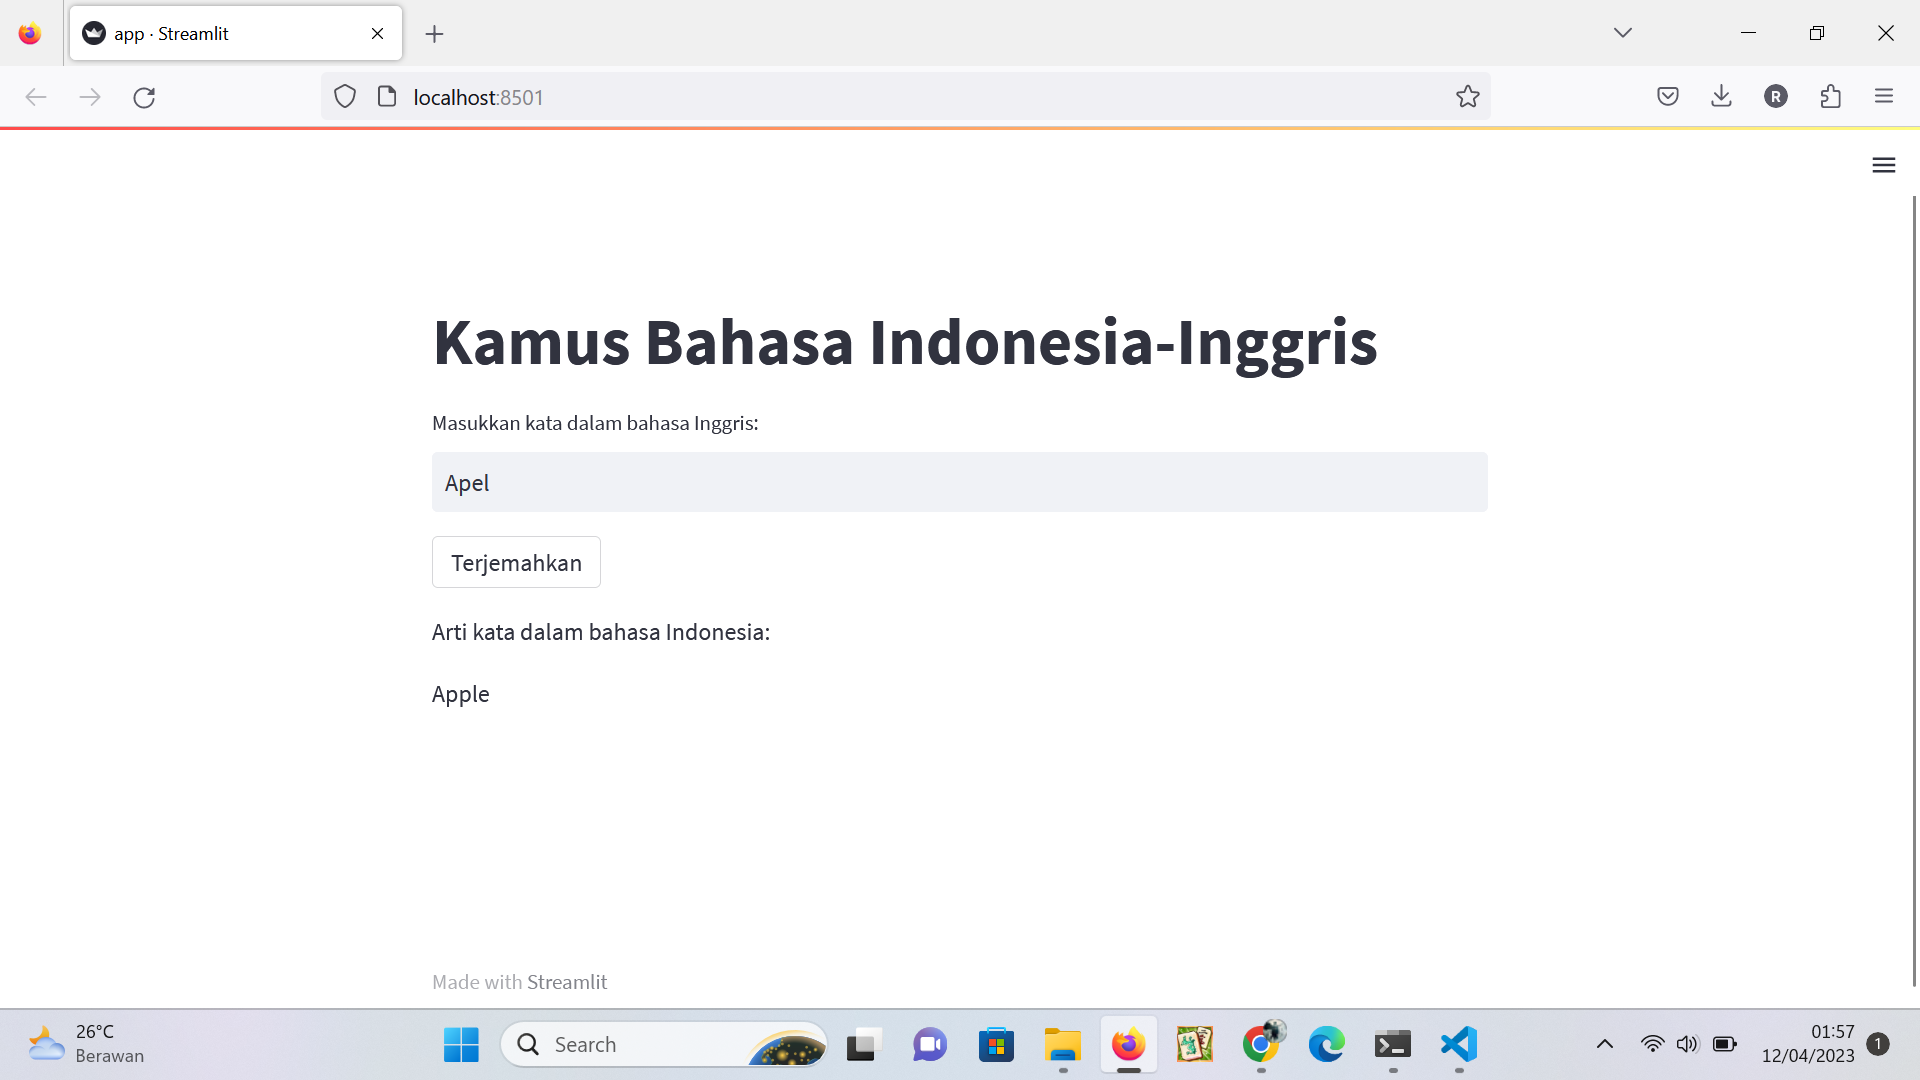 app · Streamlit
localhost:8501
R
Kamus Bahasa Indonesia-Inggris
Masukkan kata dalam bahasa Inggris:
Apel
Terjemahkan
Arti kata dalam bahasa Indonesia:
Apple
Made with Streamlit
26°C
Berawan
Search
01:57
12/04/2023
1